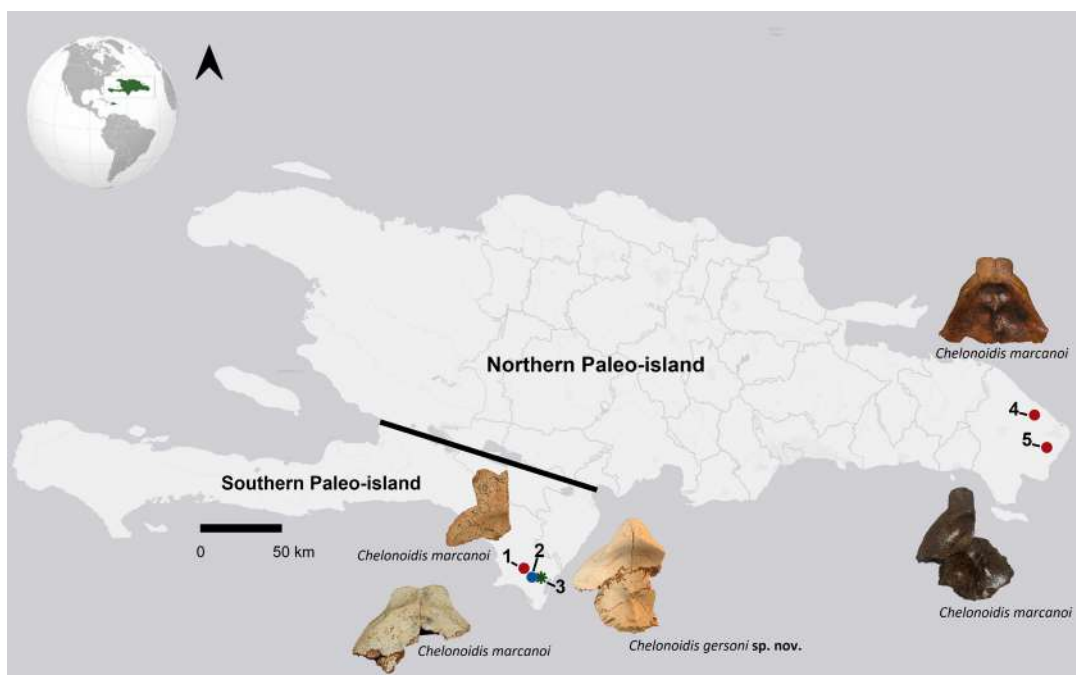 Chelonoidis marcanoi
Northern Paleo-island
4
5
Southern Paleo-island
0 50 km
Chelonoidis marcanoi
1
2
3
Chelonoidis marcanoi
Chelonoidis gersoni sp. nov.
Chelonoidis marcanoi